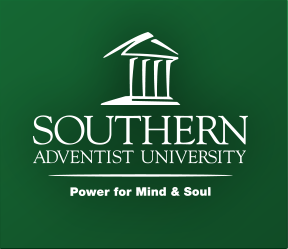 SOUTHERN
ADVENTIST UNIVERSITY
Power for Mind & Soul